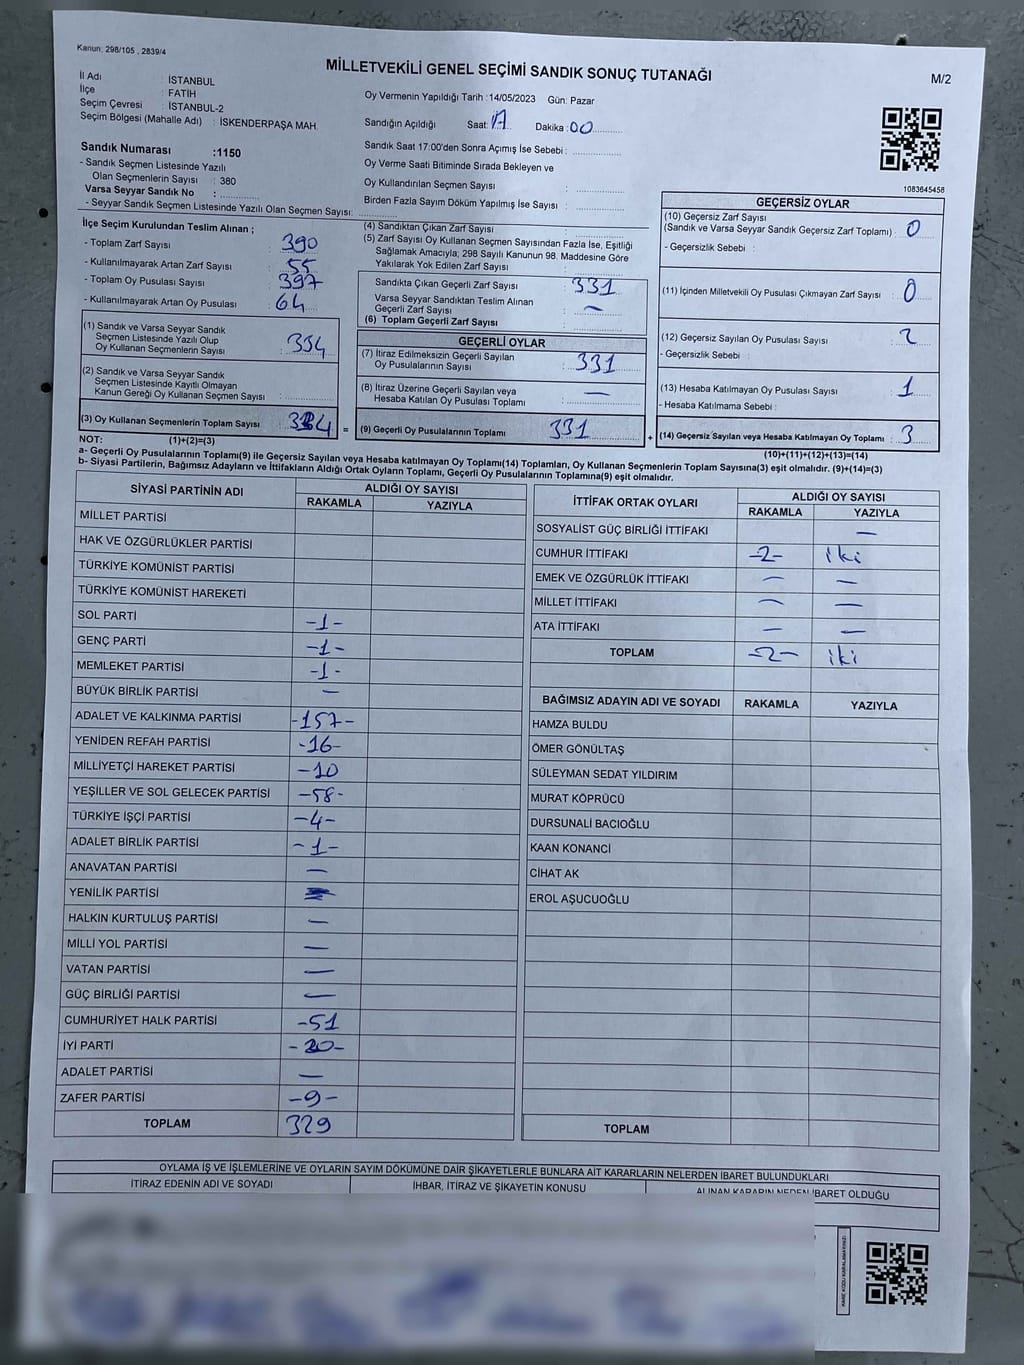 Kanun: 298/105 , 2839/4
MİLLETVEKİLİ GENEL SEÇİMİ SANDIK SONUÇ TUTANAĞI
M/2
İl Adı : İSTANBUL
İlçe : FATİH
Seçim Çevresi : İSTANBUL-2
Seçim Bölgesi (Mahalle Adı) : İSKENDERPAŞA MAH.
Oy Vermenin Yapıldığı Tarih :14/05/2023 Gün: Pazar
Sandığın Açıldığı Saat: Dakika :00
Sandık Numarası :1150
Sandık Saat 17:00'den Sonra Açımış İse Sebebi :
- Sandık Seçmen Listesinde Yazılı
Olan Seçmenlerin Sayısı : 380
Oy Verme Saati Bitiminde Sırada Bekleyen ve
Oy Kullandırılan Seçmen Sayısı :
Varsa Seyyar Sandık No :
Birden Fazla Sayım Döküm Yapılmış İse Sayısı :
- Seyyar Sandık Seçmen Listesinde Yazılı Olan Seçmen Sayısı:
1083645458
İlçe Seçim Kurulundan Teslim Alınan ;
- Toplam Zarf Sayısı : 390
- Kullanılmayarak Artan Zarf Sayısı : 55
- Toplam Oy Pusulası Sayısı : 397
- Kullanılmayarak Artan Oy Pusulası : 64
(1) Sandık ve Varsa Seyyar Sandık
Seçmen Listesinde Yazılı Olup
Oy Kullanan Seçmenlerin Sayısı : 334
(2) Sandık ve Varsa Seyyar Sandık
Seçmen Listesinde Kayıtlı Olmayan
Kanun Gereği Oy Kullanan Seçmen Sayısı :
(3) Oy Kullanan Seçmenlerin Toplam Sayısı : 334 =
(4) Sandıktan Çıkan Zarf Sayısı :
(5) Zarf Sayısı Oy Kullanan Seçmen Sayısından Fazla İse, Eşitliği
Sağlamak Amacıyla; 298 Sayılı Kanunun 98. Maddesine Göre
Yakılarak Yok Edilen Zarf Sayısı :
Sandıkta Çıkan Geçerli Zarf Sayısı : 331
Varsa Seyyar Sandıktan Teslim Alınan
Geçerli Zarf Sayısı : —
(6) Toplam Geçerli Zarf Sayısı :
GEÇERLİ OYLAR
(7) İtiraz Edilmeksizin Geçerli Sayılan
Oy Pusulalarının Sayısı : 331
(8) İtiraz Üzerine Geçerli Sayılan veya
Hesaba Katılan Oy Pusulası Toplamı : —
(9) Geçerli Oy Pusulalarının Toplamı 331 +
GEÇERSİZ OYLAR
(10) Geçersiz Zarf Sayısı
(Sandık ve Varsa Seyyar Sandık Geçersiz Zarf Toplamı) : 0
- Geçersizlik Sebebi :
(11) İçinden Milletvekili Oy Pusulası Çıkmayan Zarf Sayısı : 0
(12) Geçersiz Sayılan Oy Pusulası Sayısı : 2
- Geçersizlik Sebebi :
(13) Hesaba Katılmayan Oy Pusulası Sayısı : 1
- Hesaba Katılmama Sebebi :
(14) Geçersiz Sayılan veya Hesaba Katılmayan Oy Toplamı : 3
NOT: (1)+(2)=(3)
(10)+(11)+(12)+(13)=(14)
a- Geçerli Oy Pusulalarının Toplamı(9) ile Geçersiz Sayılan veya Hesaba katılmayan Oy Toplamı(14) Toplamları, Oy Kullanan Seçmenlerin Toplam Sayısına(3) eşit olmalıdır. (9)+(14)=(3)
b- Siyasi Partilerin, Bağımsız Adayların ve İttifakların Aldığı Ortak Oyların Toplamı, Geçerli Oy Pusulalarının Toplamına(9) eşit olmalıdır.
SİYASİ PARTİNİN ADI ALDIĞI OY SAYISI
RAKAMLA YAZIYLA
MİLLET PARTİSİ
HAK VE ÖZGÜRLÜKLER PARTİSİ
TÜRKİYE KOMÜNİST PARTİSİ
TÜRKİYE KOMÜNİST HAREKETİ
SOL PARTİ -1-
GENÇ PARTİ -1-
MEMLEKET PARTİSİ -1-
BÜYÜK BİRLİK PARTİSİ —
ADALET VE KALKINMA PARTİSİ -157-
YENİDEN REFAH PARTİSİ -16-
MİLLİYETÇİ HAREKET PARTİSİ -10
YEŞİLLER VE SOL GELECEK PARTİSİ -58-
TÜRKİYE İŞÇİ PARTİSİ -4-
ADALET BİRLİK PARTİSİ -1-
ANAVATAN PARTİSİ —
YENİLİK PARTİSİ
HALKIN KURTULUŞ PARTİSİ —
MİLLİ YOL PARTİSİ —
VATAN PARTİSİ —
GÜÇ BİRLİĞİ PARTİSİ —
CUMHURİYET HALK PARTİSİ -51
İYİ PARTİ -20-
ADALET PARTİSİ —
ZAFER PARTİSİ -9-
TOPLAM 329
İTTİFAK ORTAK OYLARI ALDIĞI OY SAYISI
RAKAMLA YAZIYLA
SOSYALİST GÜÇ BİRLİĞİ İTTİFAKI —
CUMHUR İTTİFAKI -2- iki
EMEK VE ÖZGÜRLÜK İTTİFAKI — —
MİLLET İTTİFAKI — —
ATA İTTİFAKI — —
TOPLAM -2- iki
BAĞIMSIZ ADAYIN ADI VE SOYADI RAKAMLA YAZIYLA
HAMZA BULDU
ÖMER GÖNÜLTAŞ
SÜLEYMAN SEDAT YILDIRIM
MURAT KÖPRÜCÜ
DURSUNALİ BACIOĞLU
KAAN KONANCİ
CİHAT AK
EROL AŞUCUOĞLU
TOPLAM
OYLAMA İŞ VE İŞLEMLERİNE VE OYLARIN SAYIM DÖKÜMÜNE DAİR ŞİKAYETLERLE BUNLARA AİT KARARLARIN NELERDEN İBARET BULUNDUKLARI
İTİRAZ EDENİN ADI VE SOYADI İHBAR, İTİRAZ VE ŞİKAYETİN KONUSU ALINAN KARARIN NEDEN İBARET OLDUĞU